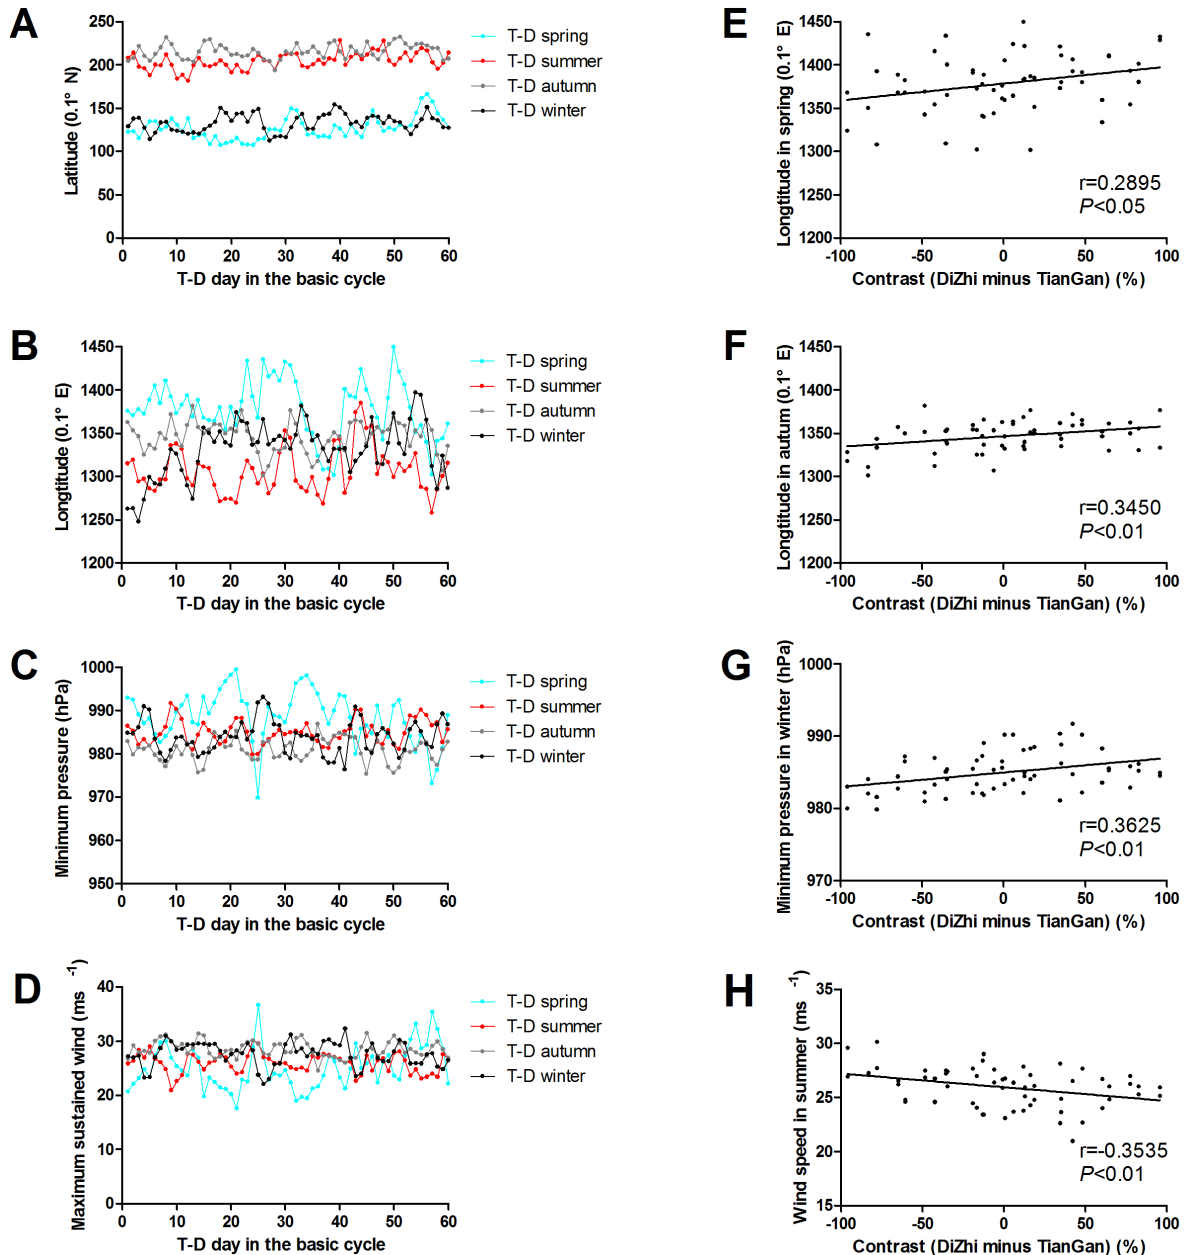 A
Latitude (0.1° N)
250
200
150
100
50
0
0 10 20 30 40 50 60
T-D day in the basic cycle
T-D spring
T-D summer
T-D autumn
T-D winter
B
Longtitude (0.1° E)
1450
1400
1350
1300
1250
1200
0 10 20 30 40 50 60
T-D day in the basic cycle
T-D spring
T-D summer
T-D autumn
T-D winter
C
Minimum pressure (hPa)
1000
990
980
970
960
950
0 10 20 30 40 50 60
T-D day in the basic cycle
T-D spring
T-D summer
T-D autumn
T-D winter
D
Maximum sustained wind (ms -1)
40
30
20
10
0
0 10 20 30 40 50 60
T-D day in the basic cycle
T-D spring
T-D summer
T-D autumn
T-D winter
E
Longtitude in spring (0.1° E)
1450
1400
1350
1300
1250
1200
r=0.2895
P<0.05
-100 -50 0 50 100
Contrast (DiZhi minus TianGan) (%)
F
Longtitude in autum (0.1° E)
1450
1400
1350
1300
1250
1200
r=0.3450
P<0.01
-100 -50 0 50 100
Contrast (DiZhi minus TianGan) (%)
G
Minimum pressure in winter (hPa)
1000
990
980
970
r=0.3625
P<0.01
-100 -50 0 50 100
Contrast (DiZhi minus TianGan) (%)
H
Wind speed in summer (ms -1)
35
30
25
20
15
r=-0.3535
P<0.01
-100 -50 0 50 100
Contrast (DiZhi minus TianGan) (%)